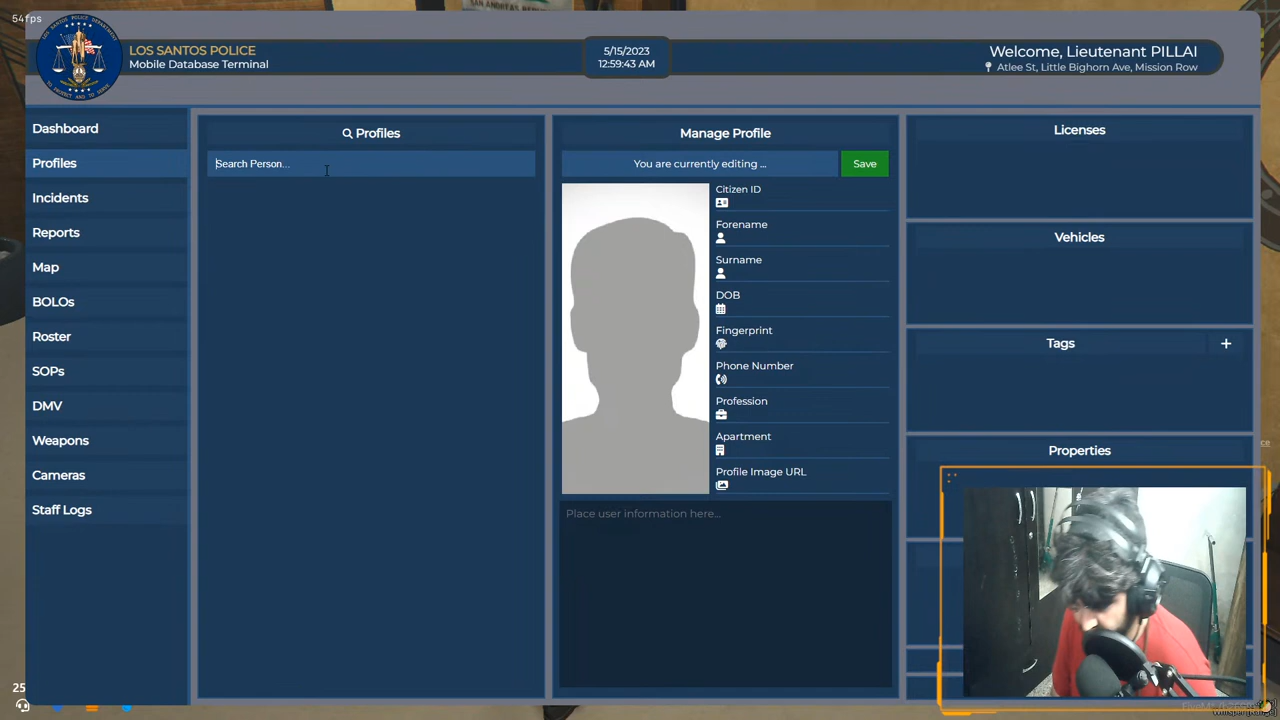 54fps
SAN ANDREAS
LOS SANTOS POLICE
Mobile Database Terminal
5/15/2023
12:59:43 AM
Welcome, Lieutenant PILLAI
Atlee St, Little Bighorn Ave, Mission Row
Dashboard
Profiles
Incidents
Reports
Map
BOLOs
Roster
SOPs
DMV
Weapons
Cameras
Staff Logs
Profiles
Search Person...
Manage Profile
You are currently editing ...
Save
Citizen ID
Forename
Surname
DOB
Fingerprint
Phone Number
Profession
Apartment
Profile Image URL
Place user information here...
Licenses
Vehicles
Tags
+
Properties
25